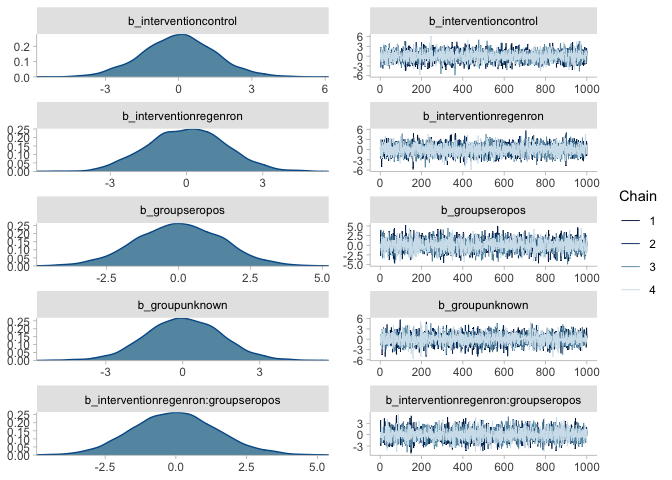 b_interventioncontrol
0.2
0.1
0.0
-3 0 3 6
b_interventionregenron
0.25
0.20
0.15
0.10
0.05
0.00
-3 0 3
b_groupseropos
0.25
0.20
0.15
0.10
0.05
0.00
-2.5 0.0 2.5 5.0
b_groupunknown
0.25
0.20
0.15
0.10
0.05
0.00
-3 0 3
b_interventionregenron:groupseropos
0.25
0.20
0.15
0.10
0.05
0.00
-2.5 0.0 2.5 5.0
b_interventioncontrol
6
3
0
-3
-6
0 200 400 600 800 1000
b_interventionregenron
6
3
0
-3
-6
0 200 400 600 800 1000
b_groupseropos
5.0
2.5
0.0
-2.5
-5.0
0 200 400 600 800 1000
b_groupunknown
6
3
0
-3
-6
0 200 400 600 800 1000
b_interventionregenron:groupseropos
3
0
-3
0 200 400 600 800 1000
Chain
1
2
3
4